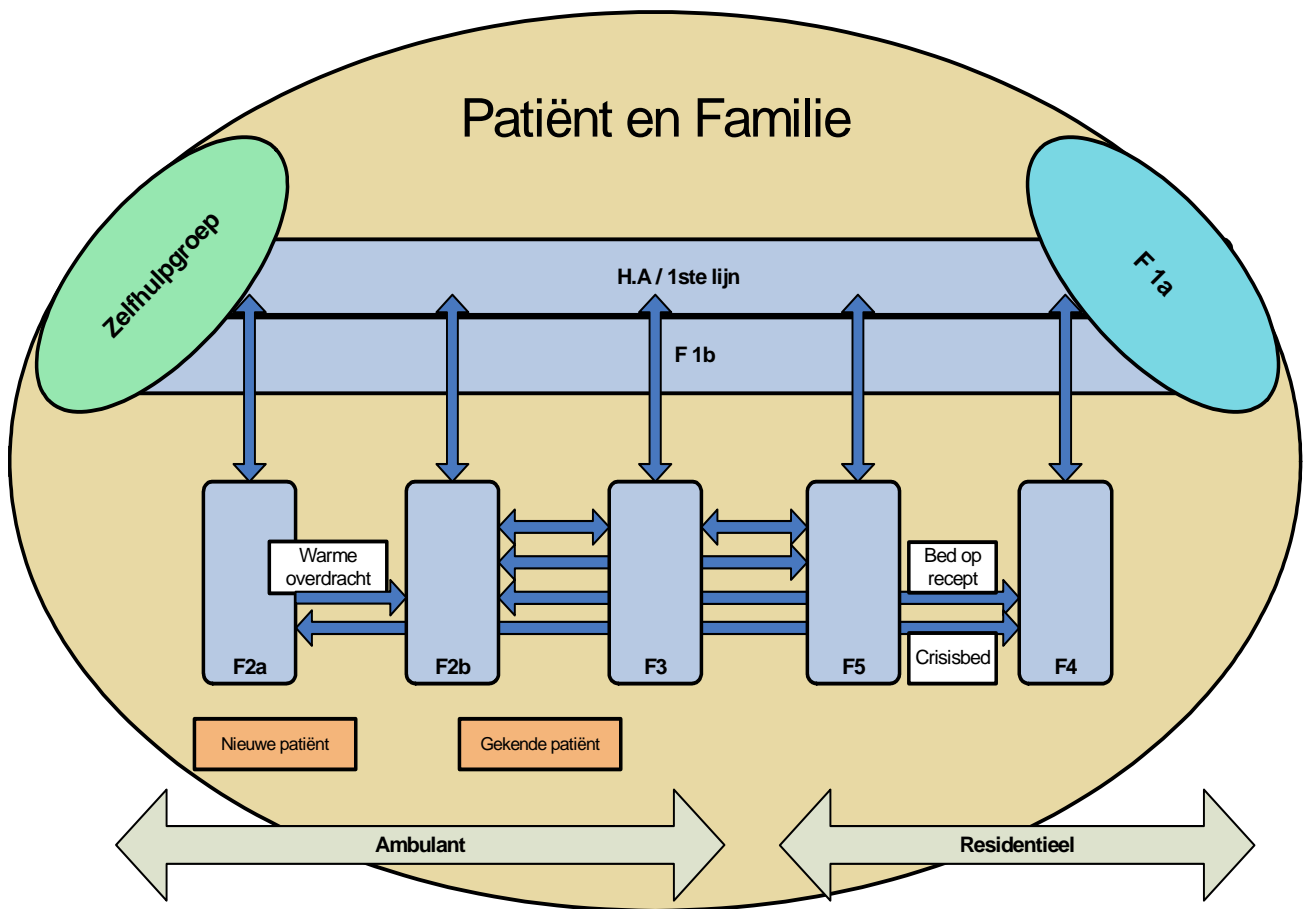 Patiënt en Familie
Zelfhulpgroep
F 1a
H.A / 1ste lijn
F 1b
Warme
overdracht
Bed op
recept
Crisisbed
F2a
F2b
F3
F5
F4
Nieuwe patiënt
Gekende patiënt
Ambulant
Residentieel